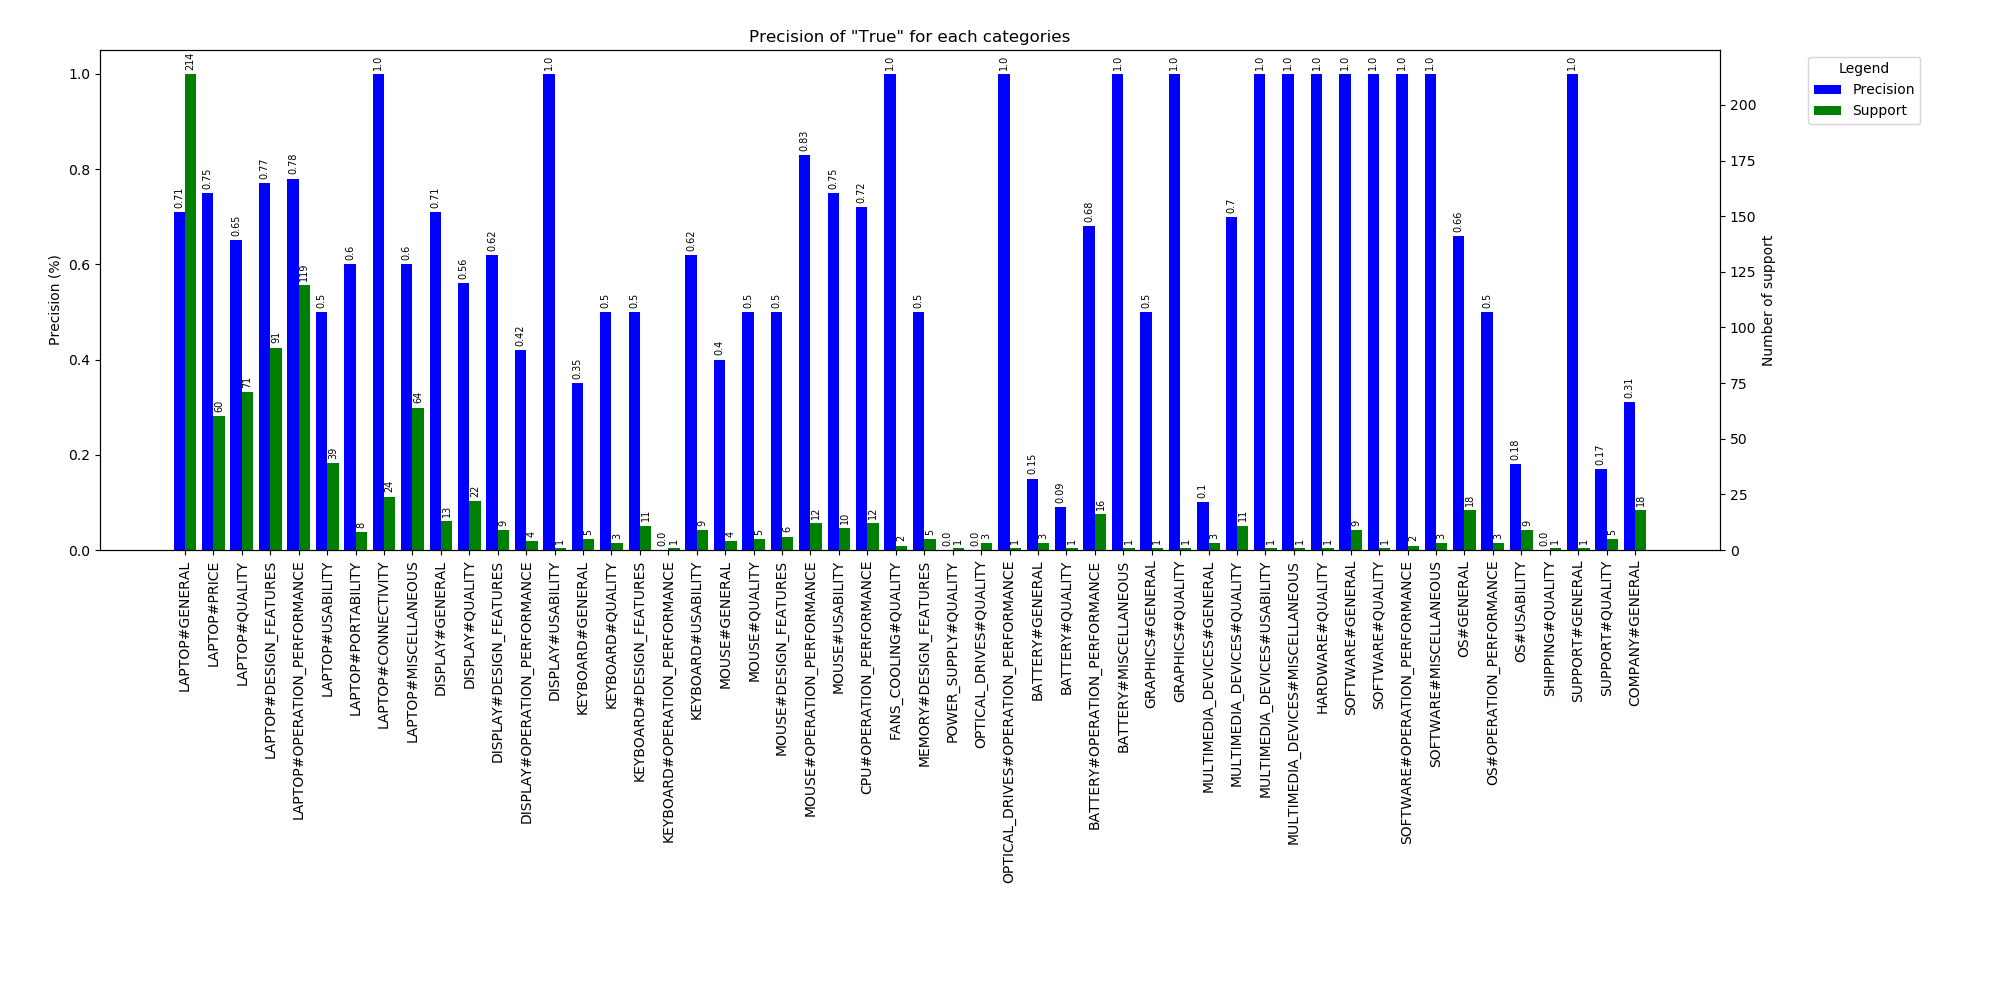 Precision of "True" for each categories
Legend
Precision
Support
Precision (%)
1.0
0.8
0.6
0.4
0.2
0.0
Number of support
200
175
150
125
100
75
50
25
0
0.71 214
0.75 60
0.65 71
0.77 91
0.78 119
0.5 39
0.6 8
1.0 24
0.6 64
0.71 13
0.56 22
0.62 9
0.42 4
1.0 1
0.35 5
0.5 3
0.5 11
0.0 1
0.62 9
0.4 4
0.5 5
0.5 6
0.83 12
0.75 10
0.72 12
1.0 2
0.5 5
0.0 1
0.0 3
1.0 1
0.15 3
0.09 1
0.68 16
1.0 1
0.5 1
1.0 1
0.1 3
0.7 11
1.0 1
1.0 1
1.0 1
1.0 9
1.0 1
1.0 2
1.0 3
0.66 18
0.5 3
0.18 9
0.0 1
1.0 1
0.17 5
0.31 18
LAPTOP#GENERAL
LAPTOP#PRICE
LAPTOP#QUALITY
LAPTOP#DESIGN_FEATURES
LAPTOP#OPERATION_PERFORMANCE
LAPTOP#USABILITY
LAPTOP#PORTABILITY
LAPTOP#CONNECTIVITY
LAPTOP#MISCELLANEOUS
DISPLAY#GENERAL
DISPLAY#QUALITY
DISPLAY#DESIGN_FEATURES
DISPLAY#OPERATION_PERFORMANCE
DISPLAY#USABILITY
KEYBOARD#GENERAL
KEYBOARD#QUALITY
KEYBOARD#DESIGN_FEATURES
KEYBOARD#OPERATION_PERFORMANCE
KEYBOARD#USABILITY
MOUSE#GENERAL
MOUSE#QUALITY
MOUSE#DESIGN_FEATURES
MOUSE#OPERATION_PERFORMANCE
MOUSE#USABILITY
CPU#OPERATION_PERFORMANCE
FANS_COOLING#QUALITY
MEMORY#DESIGN_FEATURES
POWER_SUPPLY#QUALITY
OPTICAL_DRIVES#QUALITY
OPTICAL_DRIVES#OPERATION_PERFORMANCE
BATTERY#GENERAL
BATTERY#QUALITY
BATTERY#OPERATION_PERFORMANCE
BATTERY#MISCELLANEOUS
GRAPHICS#GENERAL
GRAPHICS#QUALITY
MULTIMEDIA_DEVICES#GENERAL
MULTIMEDIA_DEVICES#QUALITY
MULTIMEDIA_DEVICES#USABILITY
MULTIMEDIA_DEVICES#MISCELLANEOUS
HARDWARE#QUALITY
SOFTWARE#GENERAL
SOFTWARE#QUALITY
SOFTWARE#OPERATION_PERFORMANCE
SOFTWARE#MISCELLANEOUS
OS#GENERAL
OS#OPERATION_PERFORMANCE
OS#USABILITY
SHIPPING#QUALITY
SUPPORT#GENERAL
SUPPORT#QUALITY
COMPANY#GENERAL